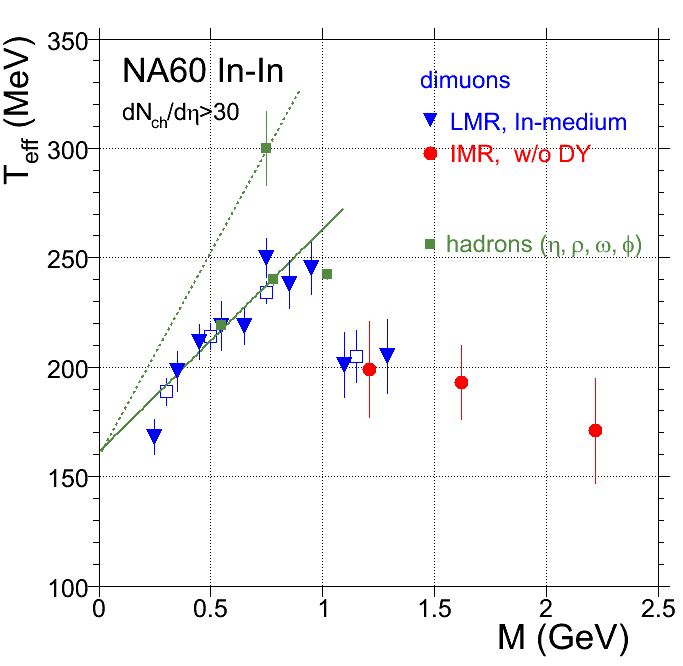 NA60 In-In
dN_ch/dη>30
dimuons
LMR, In-medium
IMR, w/o DY
hadrons (η, ρ, ω, ϕ)
T_eff (MeV)
350
300
250
200
150
100
0 0.5 1 1.5 2 2.5
M (GeV)